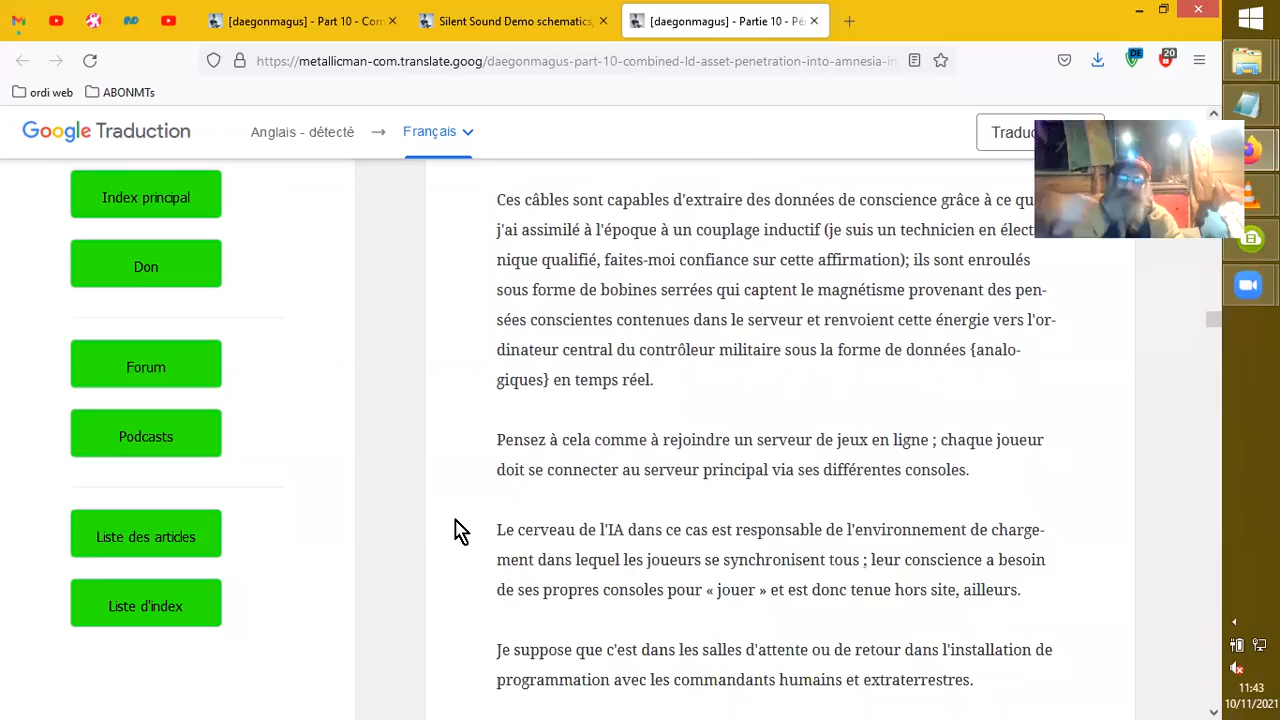 [daegonmagus] - Part 10 - Com
Silent Sound Demo schematics,
[daegonmagus] - Partie 10 - Pé
https://metallicman-com.translate.goog/daegonmagus-part-10-combined-ld-asset-penetration-into-amnesia-in
DE
20
ordi web
ABONMTs
Google Traduction
Anglais - détecté
Français
Traduc
Index principal
Don
Forum
Podcasts
Liste des articles
Liste d'index
Ces câbles sont capables d'extraire des données de conscience grâce à ce qu
j'ai assimilé à l'époque à un couplage inductif (je suis un technicien en élect
nique qualifié, faites-moi confiance sur cette affirmation); ils sont enroulés
sous forme de bobines serrées qui captent le magnétisme provenant des pen-
sées conscientes contenues dans le serveur et renvoient cette énergie vers l'or-
dinateur central du contrôleur militaire sous la forme de données {analo-
giques} en temps réel.
Pensez à cela comme à rejoindre un serveur de jeux en ligne ; chaque joueur
doit se connecter au serveur principal via ses différentes consoles.
Le cerveau de l'IA dans ce cas est responsable de l'environnement de charge-
ment dans lequel les joueurs se synchronisent tous ; leur conscience a besoin
de ses propres consoles pour « jouer » et est donc tenue hors site, ailleurs.
Je suppose que c'est dans les salles d'attente ou de retour dans l'installation de
programmation avec les commandants humains et extraterrestres.
11:43
10/11/2021